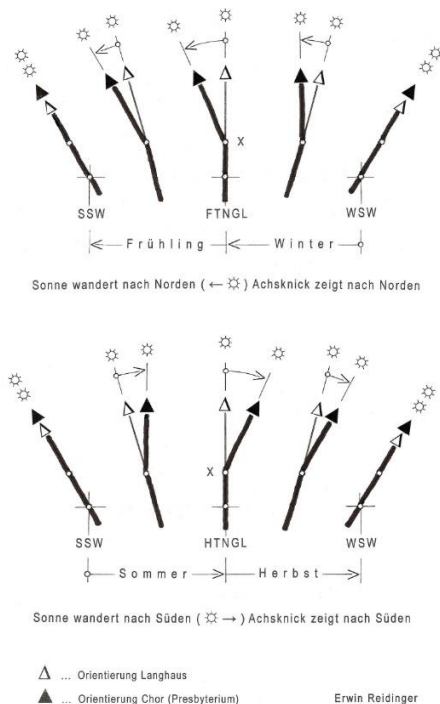 X
SSW FTNGL WSW
Frühling Winter
Sonne wandert nach Norden ( ← ☼ ) Achsknick zeigt nach Norden
X
SSW HTNGL WSW
Sommer Herbst
Sonne wandert nach Süden ( ☼ → ) Achsknick zeigt nach Süden
... Orientierung Langhaus
... Orientierung Chor (Presbyterium) Erwin Reidinger